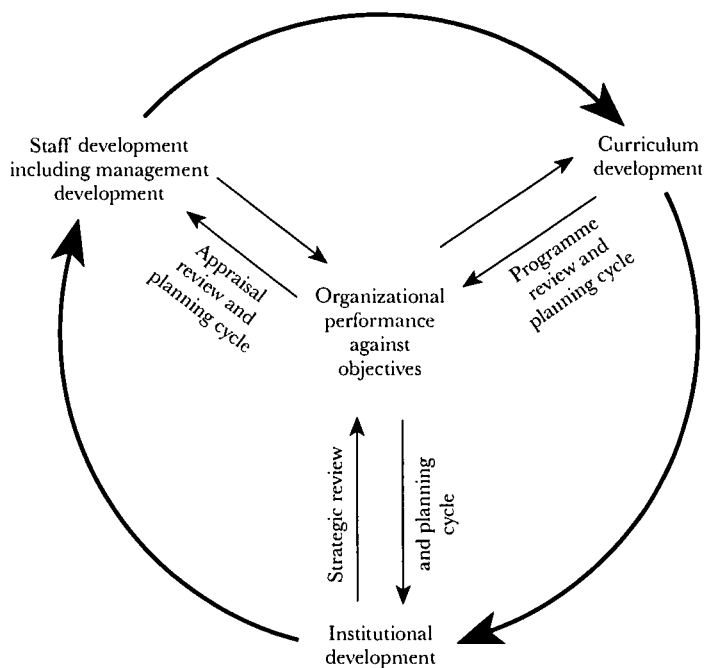 Staff development
including management
development
Curriculum
development
Appraisal
review and
planning cycle
Programme
review and
planning cycle
Organizational
performance
against
objectives
Strategic review
and planning
cycle
Institutional
development